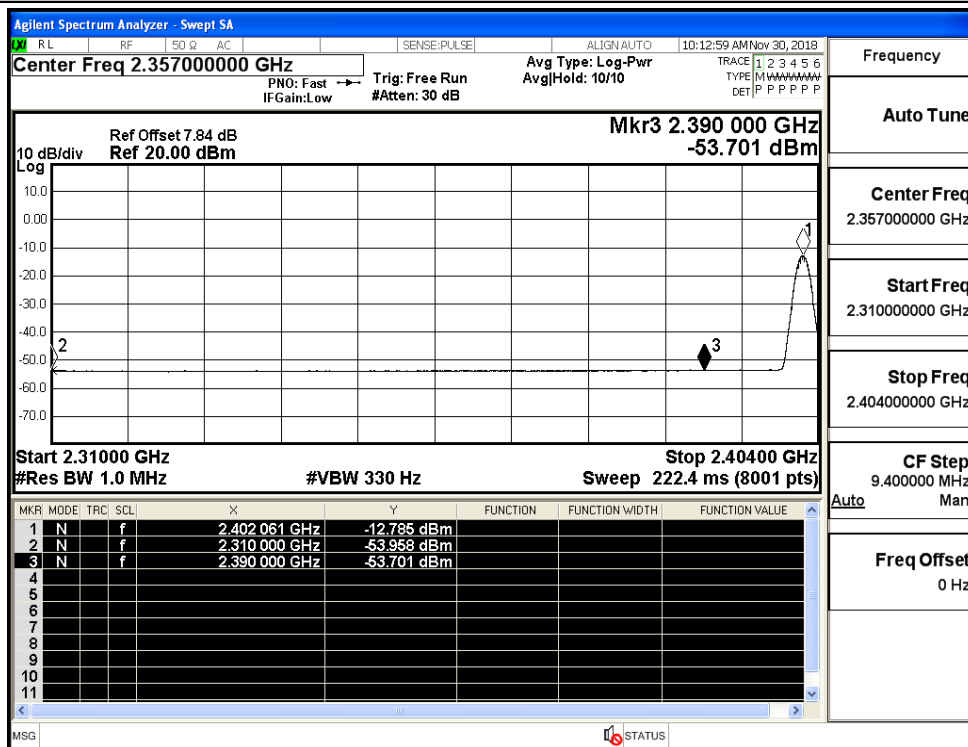 Agilent Spectrum Analyzer - Swept SA
LXI RL RF 50 Ω AC SENSE:PULSE ALIGN AUTO 10:12:59 AM Nov 30, 2018
Center Freq 2.357000000 GHz
PNO: Fast
IFGain:Low
Trig: Free Run
#Atten: 30 dB
Avg Type: Log-Pwr
Avg|Hold: 10/10
TRACE 1 2 3 4 5 6
TYPE M WWWWW
DET P P P P P P
Ref Offset 7.84 dB
Ref 20.00 dBm
10 dB/div
Log
Mkr3 2.390 000 GHz
-53.701 dBm
10.0
0.00
-10.0
-20.0
-30.0
-40.0
-50.0
-60.0
-70.0
1
2
3
Start 2.31000 GHz Stop 2.40400 GHz
#Res BW 1.0 MHz #VBW 330 Hz Sweep 222.4 ms (8001 pts)
MKR MODE TRC SCL X Y FUNCTION FUNCTION WIDTH FUNCTION VALUE
1 N f 2.402 061 GHz -12.785 dBm
2 N f 2.310 000 GHz -53.958 dBm
3 N f 2.390 000 GHz -53.701 dBm
4
5
6
7
8
9
10
11
MSG STATUS
Frequency
Auto Tune
Center Freq
2.357000000 GHz
Start Freq
2.310000000 GHz
Stop Freq
2.404000000 GHz
CF Step
9.400000 MHz
Auto Man
Freq Offset
0 Hz